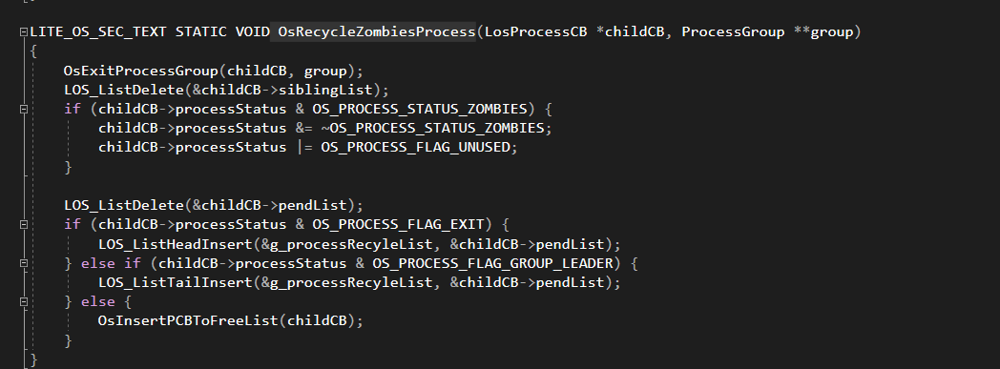 LITE_OS_SEC_TEXT STATIC VOID OsRecycleZombiesProcess(LosProcessCB *childCB, ProcessGroup **group)
{
    OsExitProcessGroup(childCB, group);
    LOS_ListDelete(&childCB->siblingList);
    if (childCB->processStatus & OS_PROCESS_STATUS_ZOMBIES) {
        childCB->processStatus &= ~OS_PROCESS_STATUS_ZOMBIES;
        childCB->processStatus |= OS_PROCESS_FLAG_UNUSED;
    }

    LOS_ListDelete(&childCB->pendList);
    if (childCB->processStatus & OS_PROCESS_FLAG_EXIT) {
        LOS_ListHeadInsert(&g_processRecyleList, &childCB->pendList);
    } else if (childCB->processStatus & OS_PROCESS_FLAG_GROUP_LEADER) {
        LOS_ListTailInsert(&g_processRecyleList, &childCB->pendList);
    } else {
        OsInsertPCBToFreeList(childCB);
    }
}